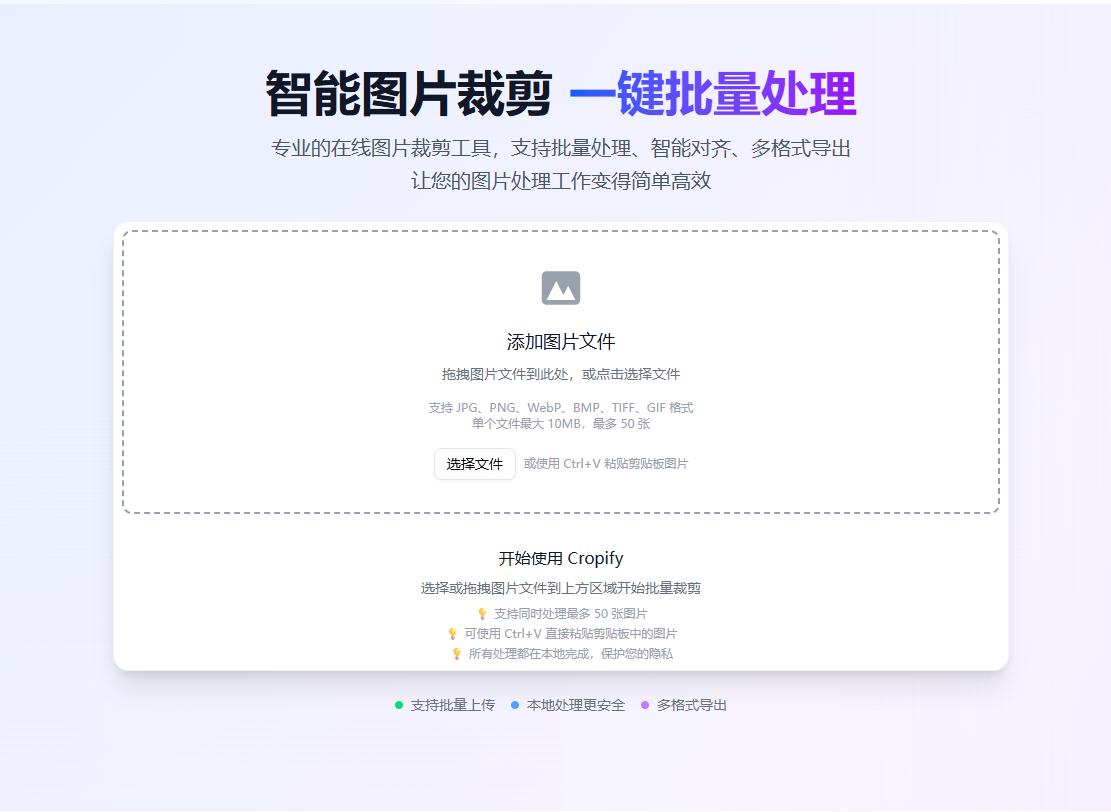 智能图片裁剪 一键批量处理
专业的在线图片裁剪工具，支持批量处理、智能对齐、多格式导出
让您的图片处理工作变得简单高效
添加图片文件
拖拽图片文件到此处，或点击选择文件
支持 JPG、PNG、WebP、BMP、TIFF、GIF 格式
单个文件最大 10MB，最多 50 张
选择文件 或使用 Ctrl+V 粘贴剪贴板图片
开始使用 Cropify
选择或拖拽图片文件到上方区域开始批量裁剪
💡 支持同时处理最多 50 张图片
💡 可使用 Ctrl+V 直接粘贴剪贴板中的图片
💡 所有处理都在本地完成，保护您的隐私
支持批量上传 本地处理更安全 多格式导出